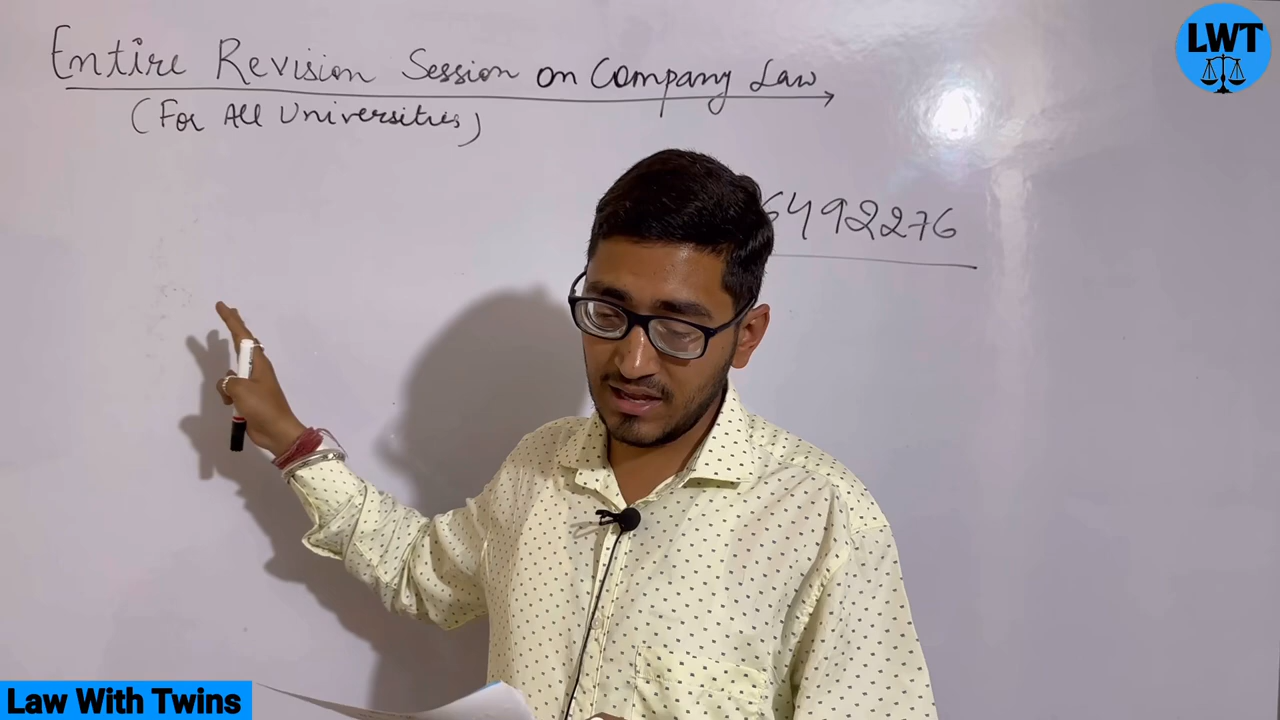 Entire Revision Session on Company Law
(For All Universities)
LWT
6492276
Law With Twins